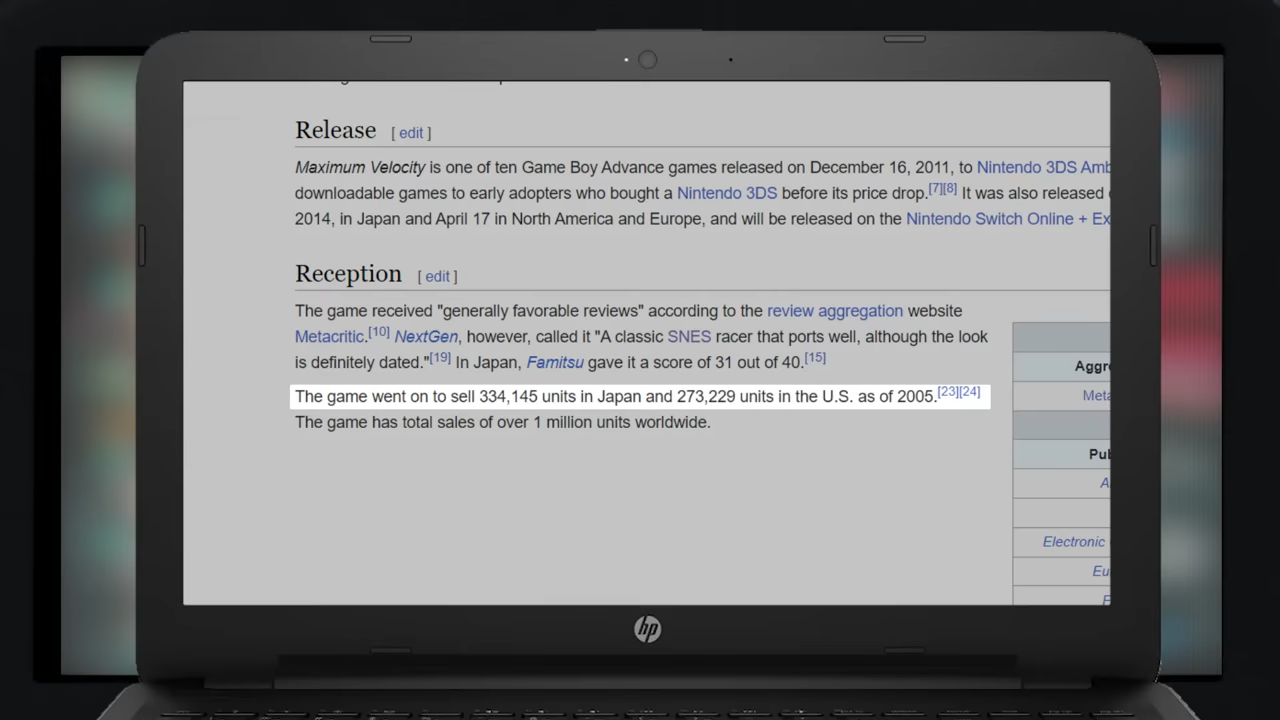 Release [ edit ]
Maximum Velocity is one of ten Game Boy Advance games released on December 16, 2011, to Nintendo 3DS Amb
downloadable games to early adopters who bought a Nintendo 3DS before its price drop.[7][8] It was also released
2014, in Japan and April 17 in North America and Europe, and will be released on the Nintendo Switch Online + Ex
Reception [ edit ]
The game received "generally favorable reviews" according to the review aggregation website
Metacritic.[10] NextGen, however, called it "A classic SNES racer that ports well, although the look
is definitely dated."[19] In Japan, Famitsu gave it a score of 31 out of 40.[15]
The game went on to sell 334,145 units in Japan and 273,229 units in the U.S. as of 2005.[23][24]
The game has total sales of over 1 million units worldwide.
Aggre
Meta
Pub
A
Electronic
Eu
hp